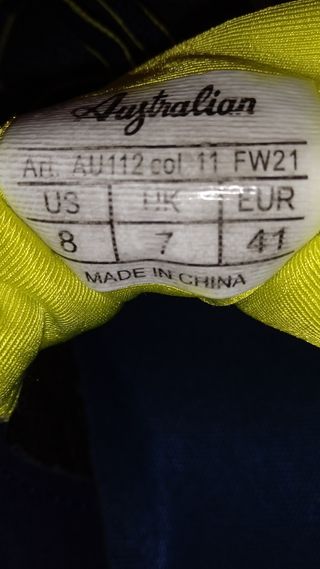 Australian
Art. AU112 col 11 FW21
US UK EUR
8 7 41
MADE IN CHINA